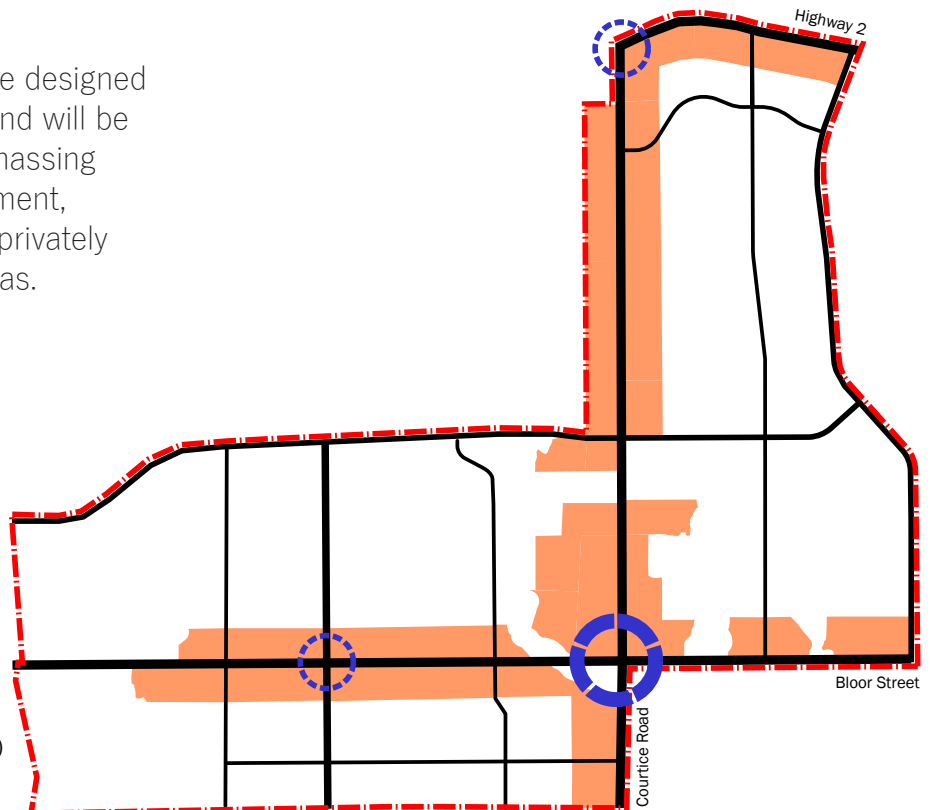 Highway 2
e designed
nd will be
nassing
ment,
privately
as.
Bloor Street
Courtice Road
)